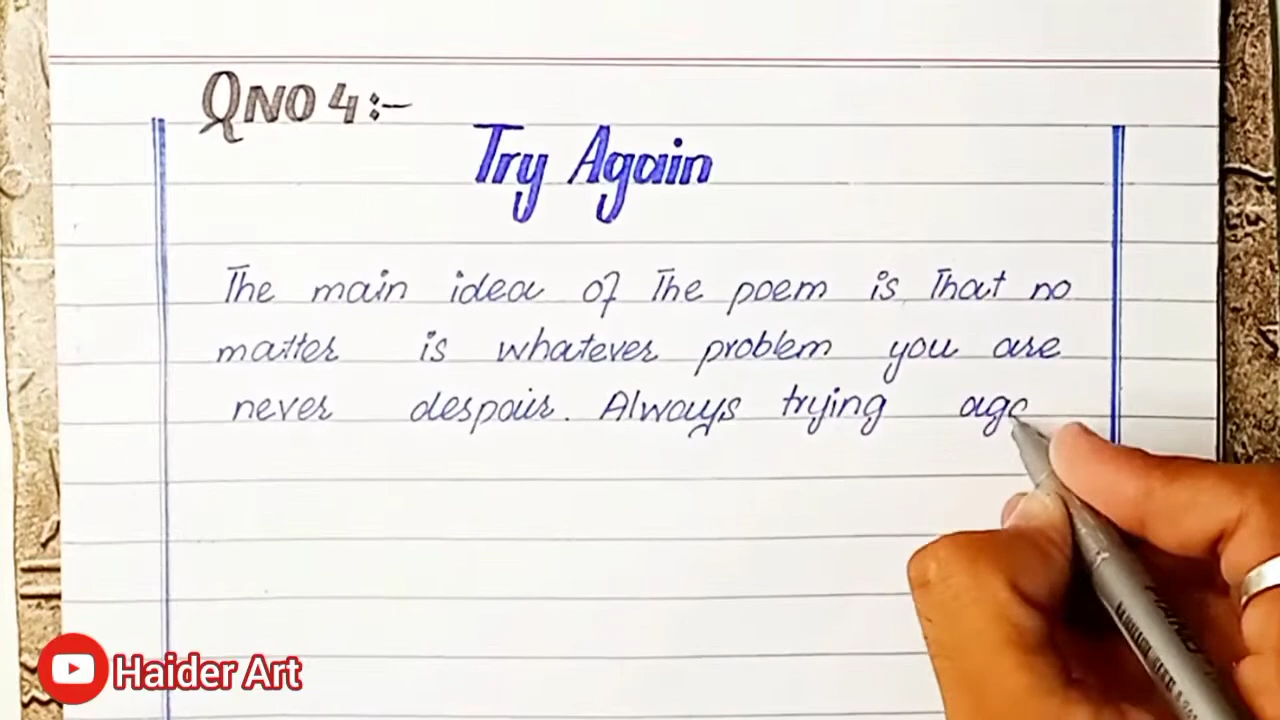 QNO 4:-
Try Again
The main idea of The poem is That no
matter is whatever problem you are
never despair. Always trying aga
Haider Art